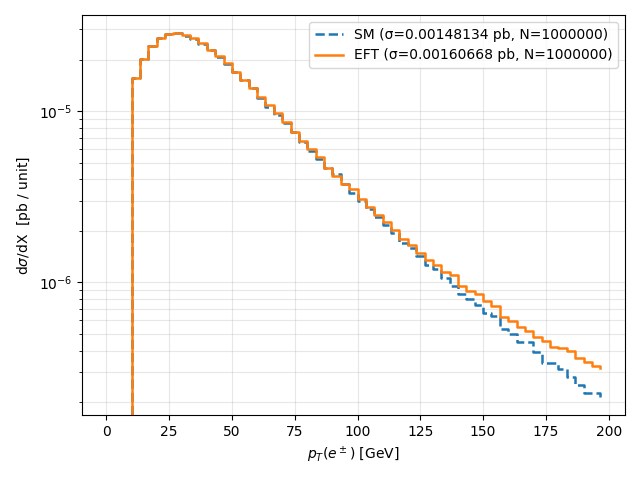 SM (σ=0.00148134 pb, N=1000000)
EFT (σ=0.00160668 pb, N=1000000)
dσ/dX [pb / unit]
10⁻⁵
10⁻⁶
0 25 50 75 100 125 150 175 200
p_T(e^±) [GeV]